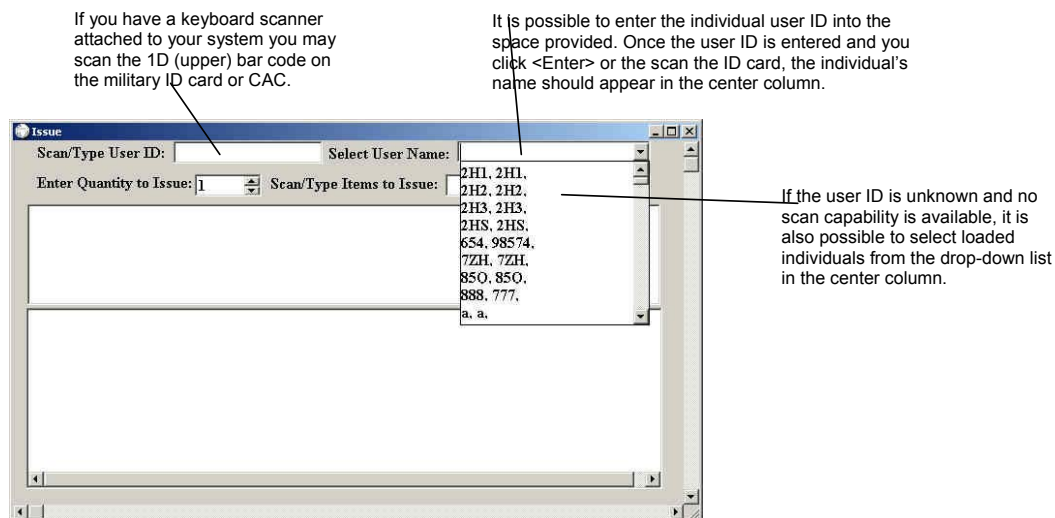 If you have a keyboard scanner
attached to your system you may
scan the 1D (upper) bar code on
the military ID card or CAC.
It is possible to enter the individual user ID into the
space provided. Once the user ID is entered and you
click <Enter> or the scan the ID card, the individual's
name should appear in the center column.
Issue
Scan/Type User ID:
Select User Name:
Enter Quantity to Issue: 1
Scan/Type Items to Issue:
2H1, 2H1,
2H2, 2H2,
2H3, 2H3,
2HS, 2HS,
654, 98574,
7ZH, 7ZH,
85O, 85O,
888, 777,
a, a,
If the user ID is unknown and no
scan capability is available, it is
also possible to select loaded
individuals from the drop-down list
in the center column.